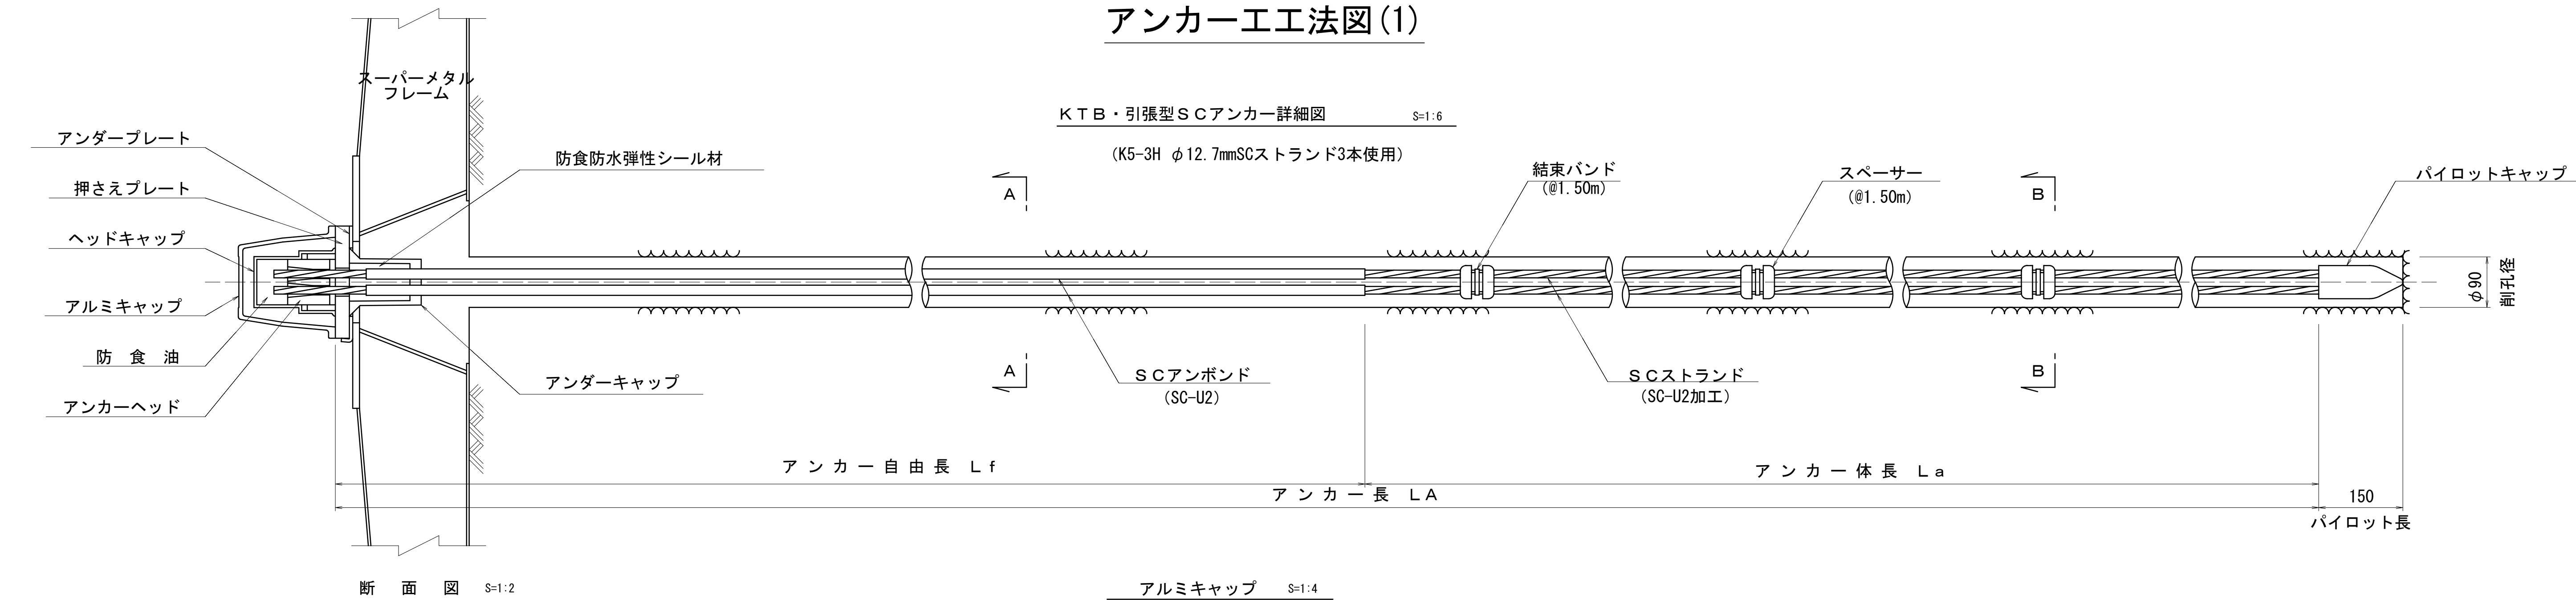 アンカー工工法図(1)
スーパーメタル
フレーム
KTB・引張型SCアンカー詳細図 S=1:6
(K5-3H φ12.7mmSCストランド3本使用)
アンダープレート
押さえプレート
ヘッドキャップ
アルミキャップ
防 食 油
アンカーヘッド
防食防水弾性シール材
アンダーキャップ
A
A
SCアンボンド
(SC-U2)
結束バンド
(@1.50m)
スペーサー
(@1.50m)
SCストランド
(SC-U2加工)
B
B
パイロットキャップ
φ90
削孔径
アンカー自由長 Lf
アンカー体長 La
アンカー長 LA
150
パイロット長
断 面 図 S=1:2
アルミキャップ S=1:4